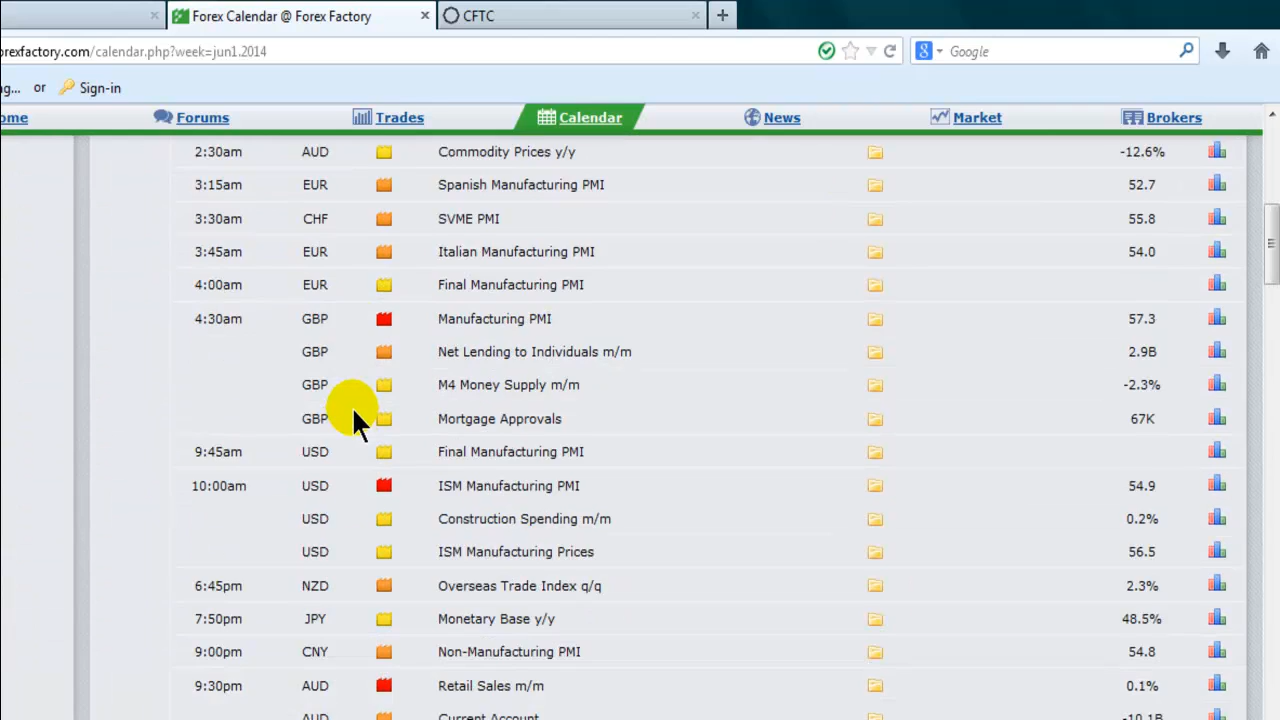 Forex Calendar @ Forex Factory CFTC
orexfactory.com/calendar.php?week=jun1.2014 Google
ag... or Sign-in
ome Forums Trades Calendar News Market Brokers
2:30am AUD Commodity Prices y/y -12.6%
3:15am EUR Spanish Manufacturing PMI 52.7
3:30am CHF SVME PMI 55.8
3:45am EUR Italian Manufacturing PMI 54.0
4:00am EUR Final Manufacturing PMI
4:30am GBP Manufacturing PMI 57.3
GBP Net Lending to Individuals m/m 2.9B
GBP M4 Money Supply m/m -2.3%
GBP Mortgage Approvals 67K
9:45am USD Final Manufacturing PMI
10:00am USD ISM Manufacturing PMI 54.9
USD Construction Spending m/m 0.2%
USD ISM Manufacturing Prices 56.5
6:45pm NZD Overseas Trade Index q/q 2.3%
7:50pm JPY Monetary Base y/y 48.5%
9:00pm CNY Non-Manufacturing PMI 54.8
9:30pm AUD Retail Sales m/m 0.1%
AUD Current Account -10.1B